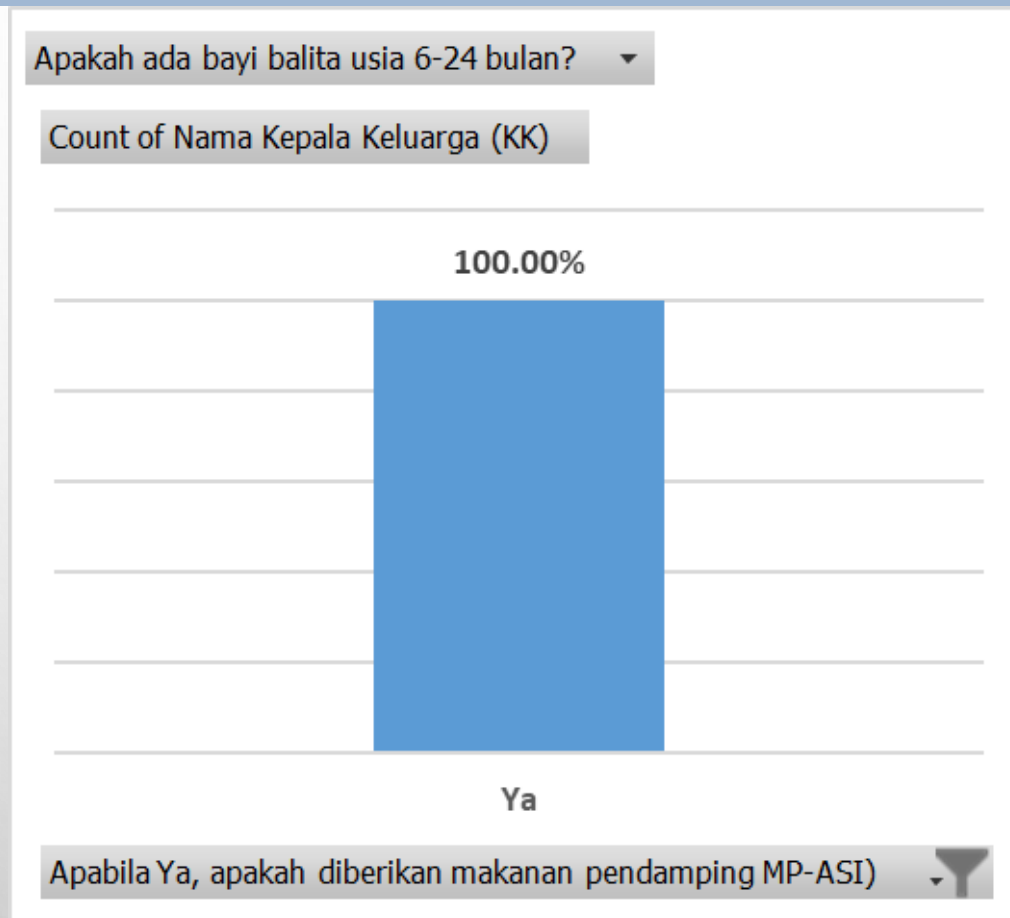 Apakah ada bayi balita usia 6-24 bulan?
Count of Nama Kepala Keluarga (KK)
100.00%
Ya
Apabila Ya, apakah diberikan makanan pendamping MP-ASI)